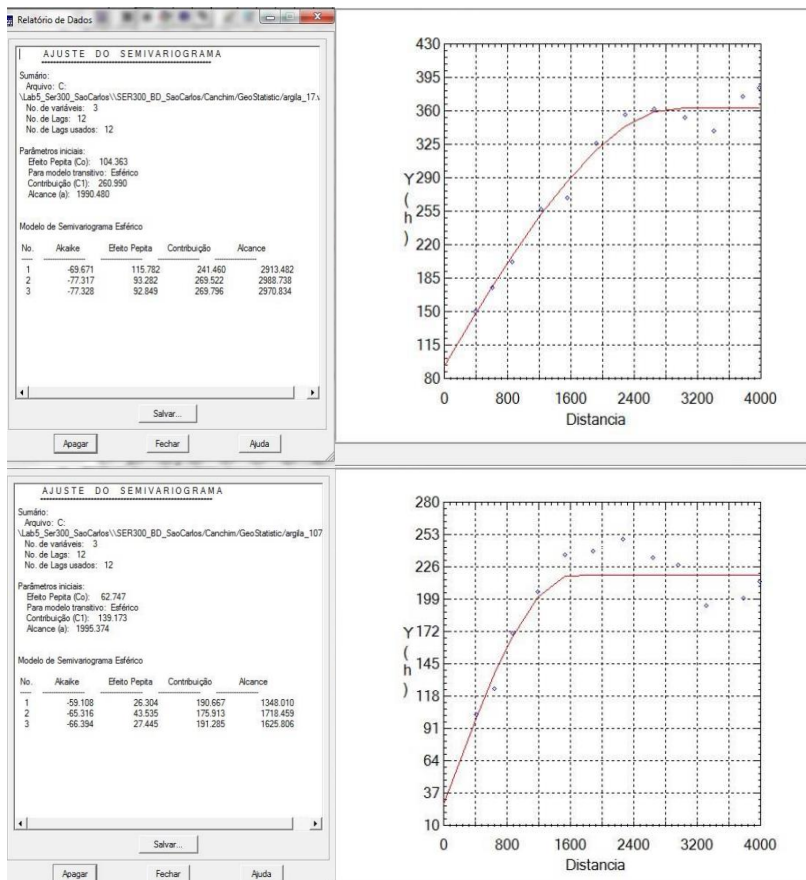 Relatório de Dados
AJUSTE DO SEMIVARIOGRAMA
Sumário:
Arquivo: C:
\Lab5_Ser300_SaoCarlos\\SER300_BD_SaoCarlos/Canchim/GeoStatistic/argila_17.v
No. de variáveis: 3
No. de Lags: 12
No. de Lags usados: 12
Parâmetros iniciais:
Efeito Pepita (Co): 104.363
Para modelo transitivo: Esférico
Contribuição (C1): 260.990
Alcance (a): 1990.480
Modelo de Semivariograma Esférico
No. Akaike Efeito Pepita Contribuição Alcance
1 -69.671 115.782 241.460 2913.482
2 -77.317 93.282 269.522 2988.738
3 -77.328 92.849 269.796 2970.834
Salvar...
Apagar Fechar Ajuda
430
395
360
325
290
255
220
185
150
115
80
Y
(
h
)
0 800 1600 2400 3200 4000
Distancia
AJUSTE DO SEMIVARIOGRAMA
Sumário:
Arquivo: C:
\Lab5_Ser300_SaoCarlos\\SER300_BD_SaoCarlos/Canchim/GeoStatistic/argila_107
No. de variáveis: 3
No. de Lags: 12
No. de Lags usados: 12
Parâmetros iniciais:
Efeito Pepita (Co): 62.747
Para modelo transitivo: Esférico
Contribuição (C1): 139.173
Alcance (a): 1995.374
Modelo de Semivariograma Esférico
No. Akaike Efeito Pepita Contribuição Alcance
1 -59.108 26.304 190.667 1348.010
2 -65.316 43.535 175.913 1718.459
3 -66.394 27.445 191.285 1625.806
Salvar...
Apagar Fechar Ajuda
280
253
226
199
172
145
118
91
64
37
10
Y
(
h
)
0 800 1600 2400 3200 4000
Distancia